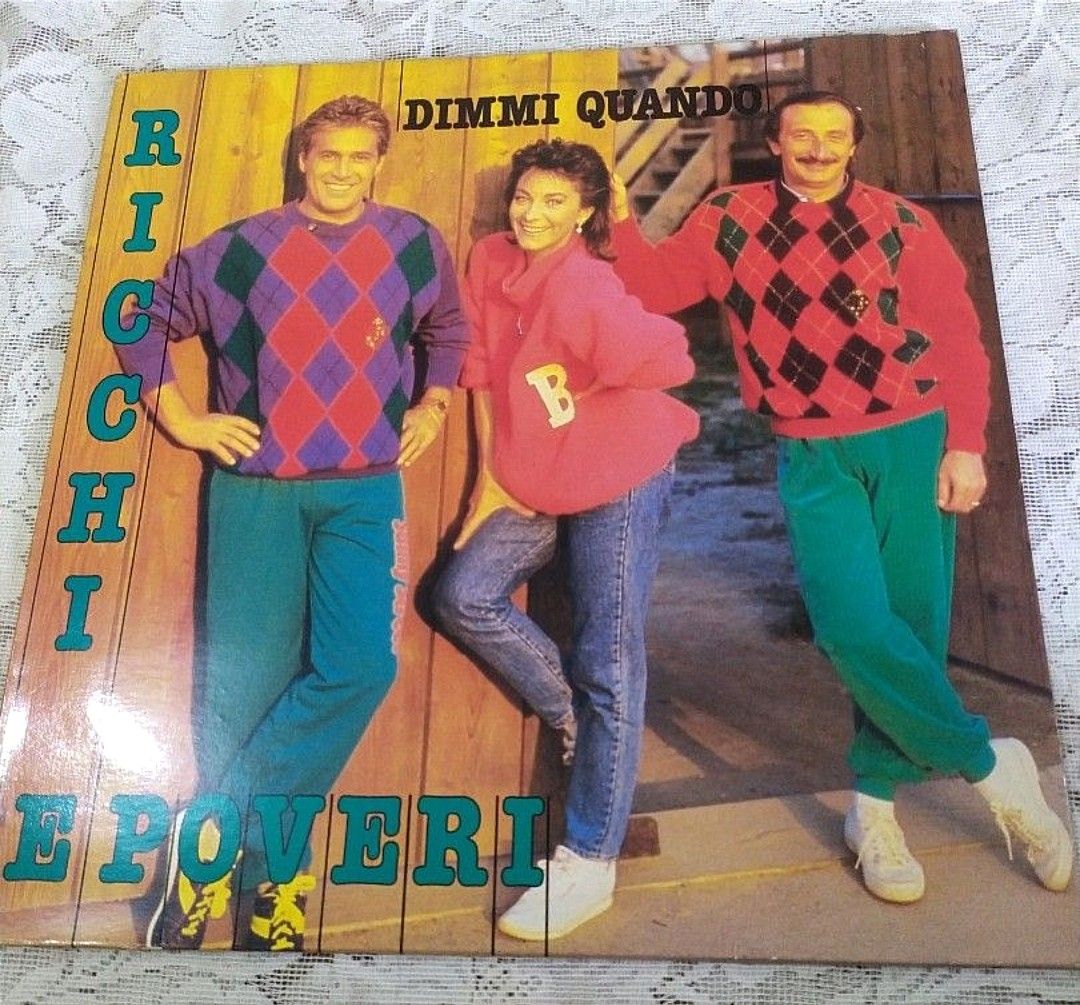 DIMMI QUANDO
RICCHI
E POVERI
B